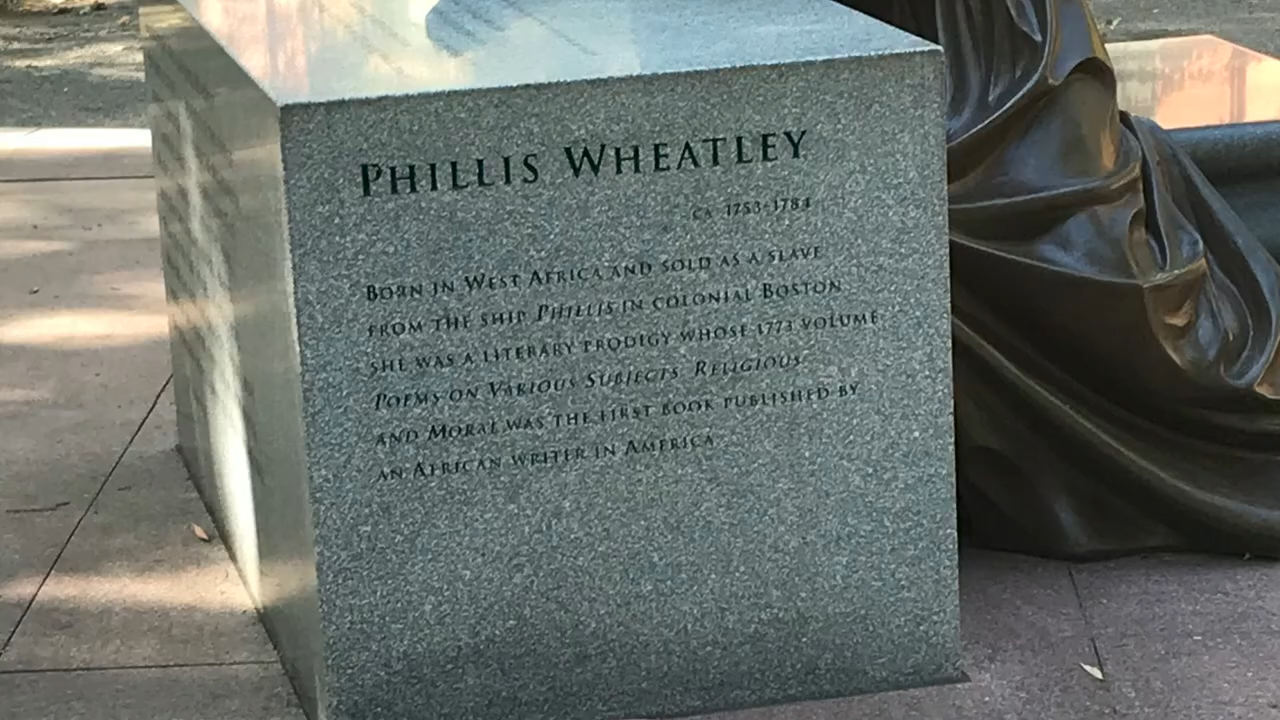 PHILLIS WHEATLEY
CA. 1753-1784
BORN IN WEST AFRICA AND SOLD AS A SLAVE
FROM THE SHIP PHILLIS IN COLONIAL BOSTON
SHE WAS A LITERARY PRODIGY WHOSE 1773 VOLUME
POEMS ON VARIOUS SUBJECTS RELIGIOUS
AND MORAL WAS THE FIRST BOOK PUBLISHED BY
AN AFRICAN WRITER IN AMERICA